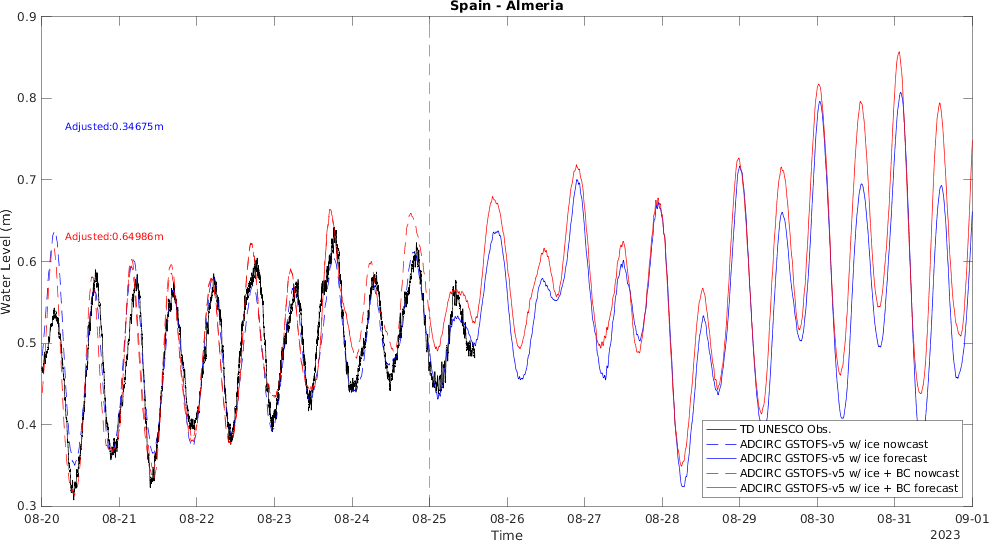 Spain - Almeria
0.9
0.8
0.7
0.6
0.5
0.4
0.3
Water Level (m)
Adjusted:0.34675m
Adjusted:0.64986m
TD UNESCO Obs.
ADCIRC GSTOFS-v5 w/ ice nowcast
ADCIRC GSTOFS-v5 w/ ice forecast
ADCIRC GSTOFS-v5 w/ ice + BC nowcast
ADCIRC GSTOFS-v5 w/ ice + BC forecast
08-20 08-21 08-22 08-23 08-24 08-25 08-26 08-27 08-28 08-29 08-30 08-31 09-01
Time
2023